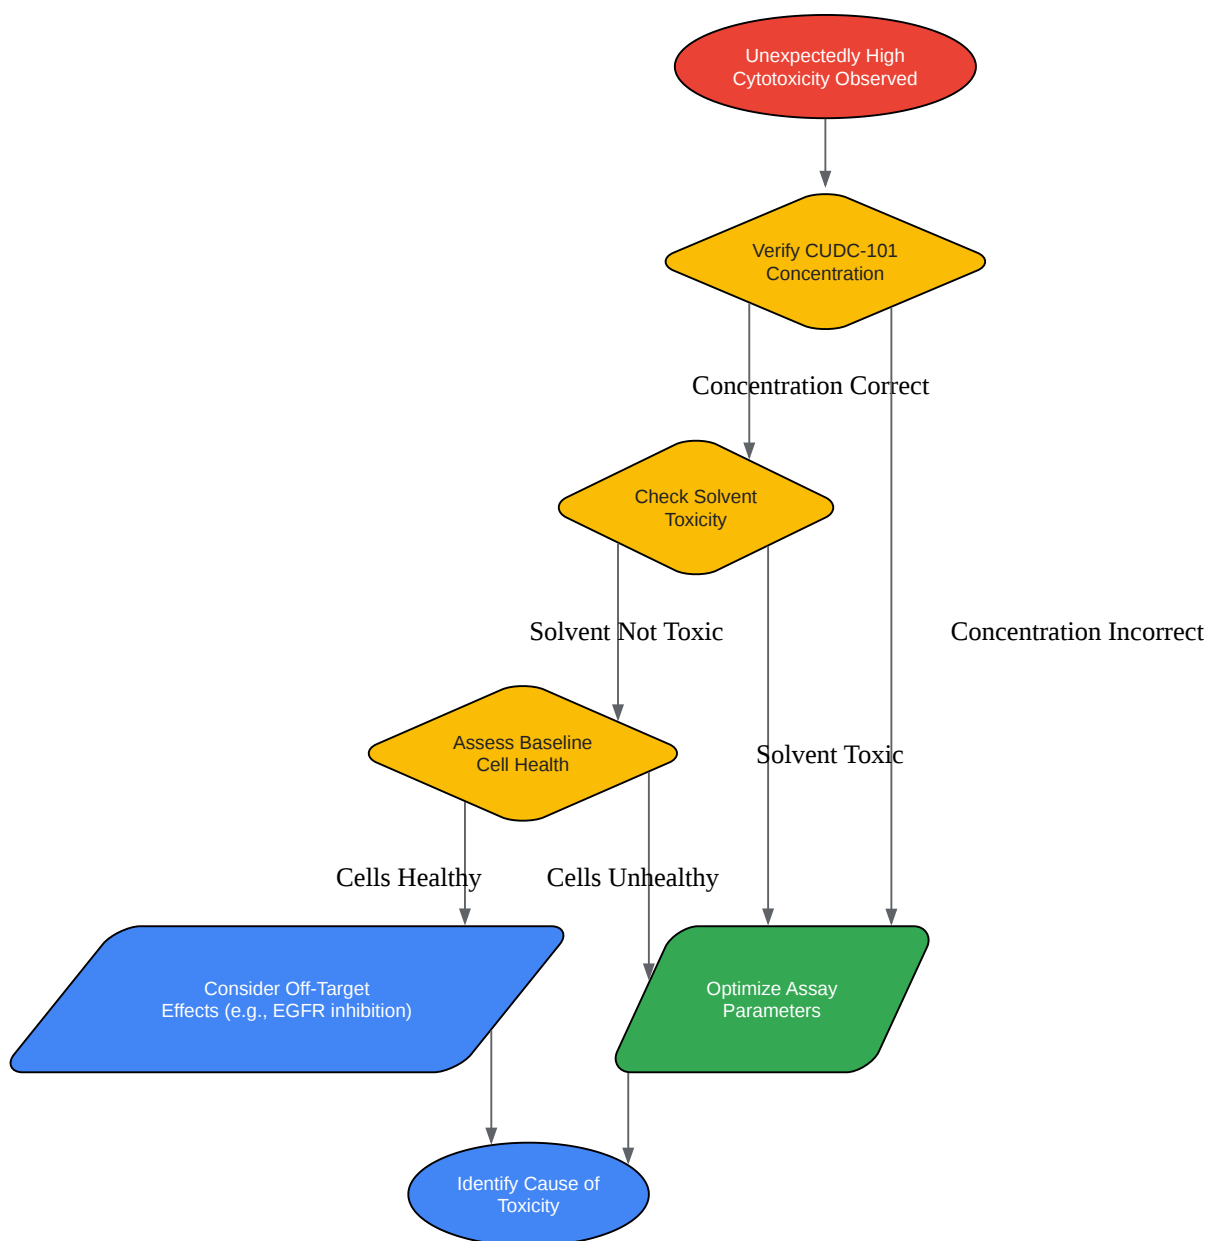 Unexpectedly High
Cytotoxicity Observed
Verify CUDC-101
Concentration
Concentration Correct
Check Solvent
Toxicity
Solvent Not Toxic
Concentration Incorrect
Assess Baseline
Cell Health
Solvent Toxic
Cells Healthy
Cells Unhealthy
Consider Off-Target
Effects (e.g., EGFR inhibition)
Optimize Assay
Parameters
Identify Cause of
Toxicity